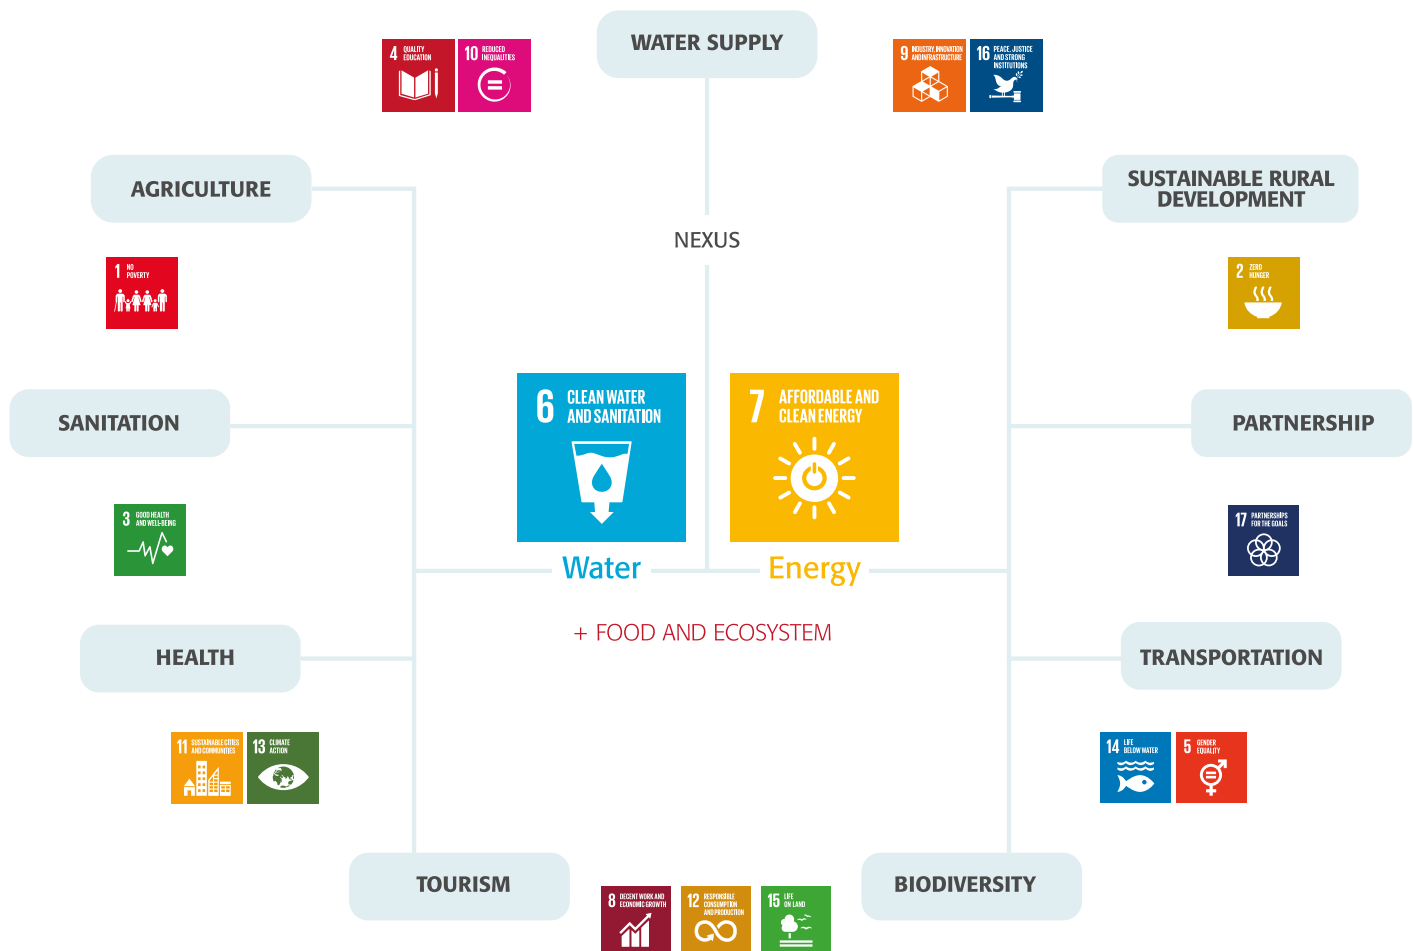 WATER SUPPLY
4 QUALITY
EDUCATION
10 REDUCED
INEQUALITIES
9 INDUSTRY, INNOVATION
AND INFRASTRUCTURE
16 PEACE, JUSTICE
AND STRONG
INSTITUTIONS
AGRICULTURE
SUSTAINABLE RURAL
DEVELOPMENT
NEXUS
1 NO
POVERTY
2 ZERO
HUNGER
6 CLEAN WATER
AND SANITATION
7 AFFORDABLE AND
CLEAN ENERGY
SANITATION
PARTNERSHIP
3 GOOD HEALTH
AND WELL-BEING
17 PARTNERSHIPS
FOR THE GOALS
Water
Energy
+ FOOD AND ECOSYSTEM
HEALTH
TRANSPORTATION
11 SUSTAINABLE CITIES
AND COMMUNITIES
13 CLIMATE
ACTION
14 LIFE
BELOW WATER
5 GENDER
EQUALITY
TOURISM
BIODIVERSITY
8 DECENT WORK AND
ECONOMIC GROWTH
12 RESPONSIBLE
CONSUMPTION
AND PRODUCTION
15 LIFE
ON LAND